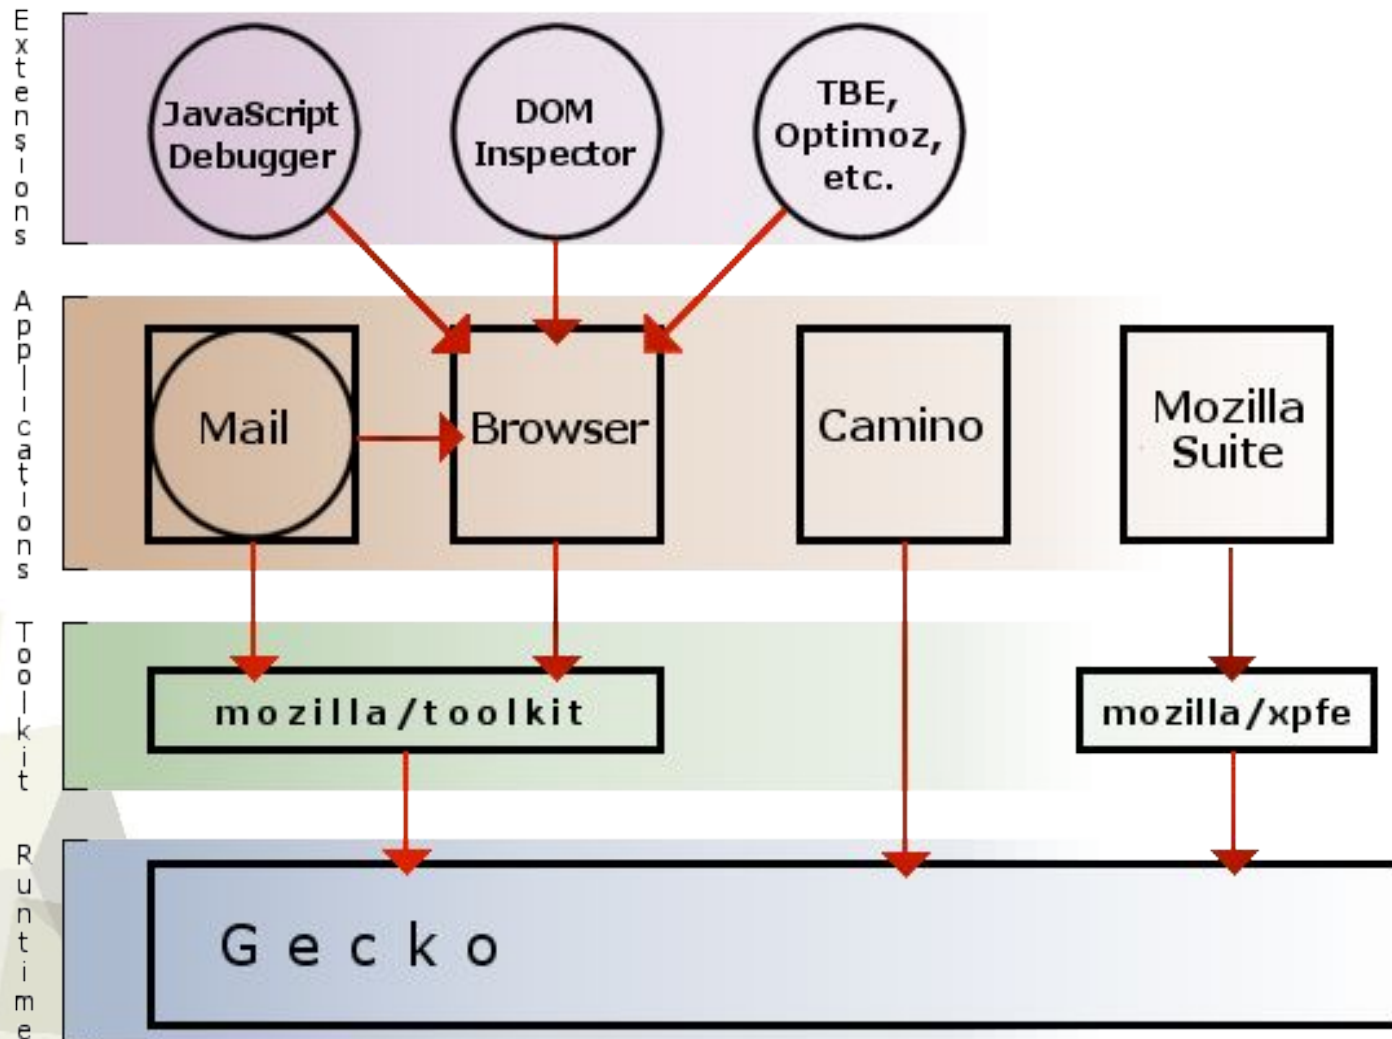 Extensions
JavaScript
Debugger
DOM
Inspector
TBE,
Optimoz,
etc.
Applications
Mail
Browser
Camino
Mozilla
Suite
Toolkit
mozilla/toolkit
mozilla/xpfe
Runtime
Gecko